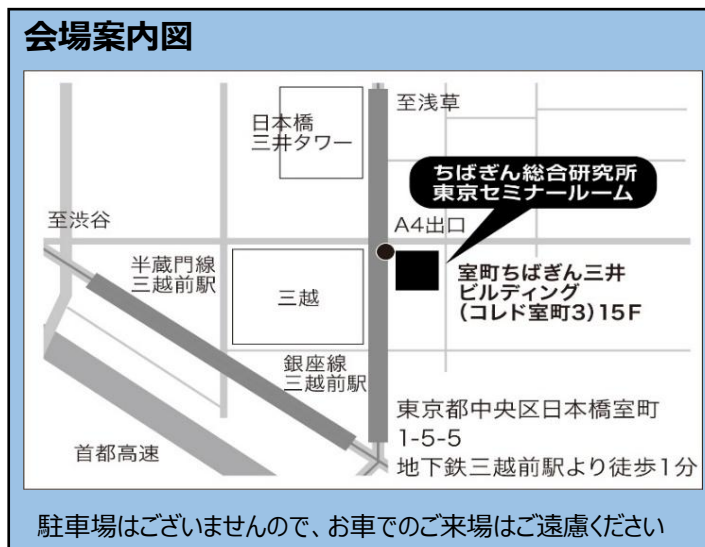 会場案内図
至浅草
日本橋
三井タワー
ちばぎん総合研究所
東京セミナールーム
至渋谷
A4出口
半蔵門線
三越前駅
三越
室町ちばぎん三井
ビルディング
(コレド室町3)15F
銀座線
三越前駅
東京都中央区日本橋室町
1-5-5
地下鉄三越前駅より徒歩1分
首都高速
駐車場はございませんので、お車でのご来場はご遠慮ください